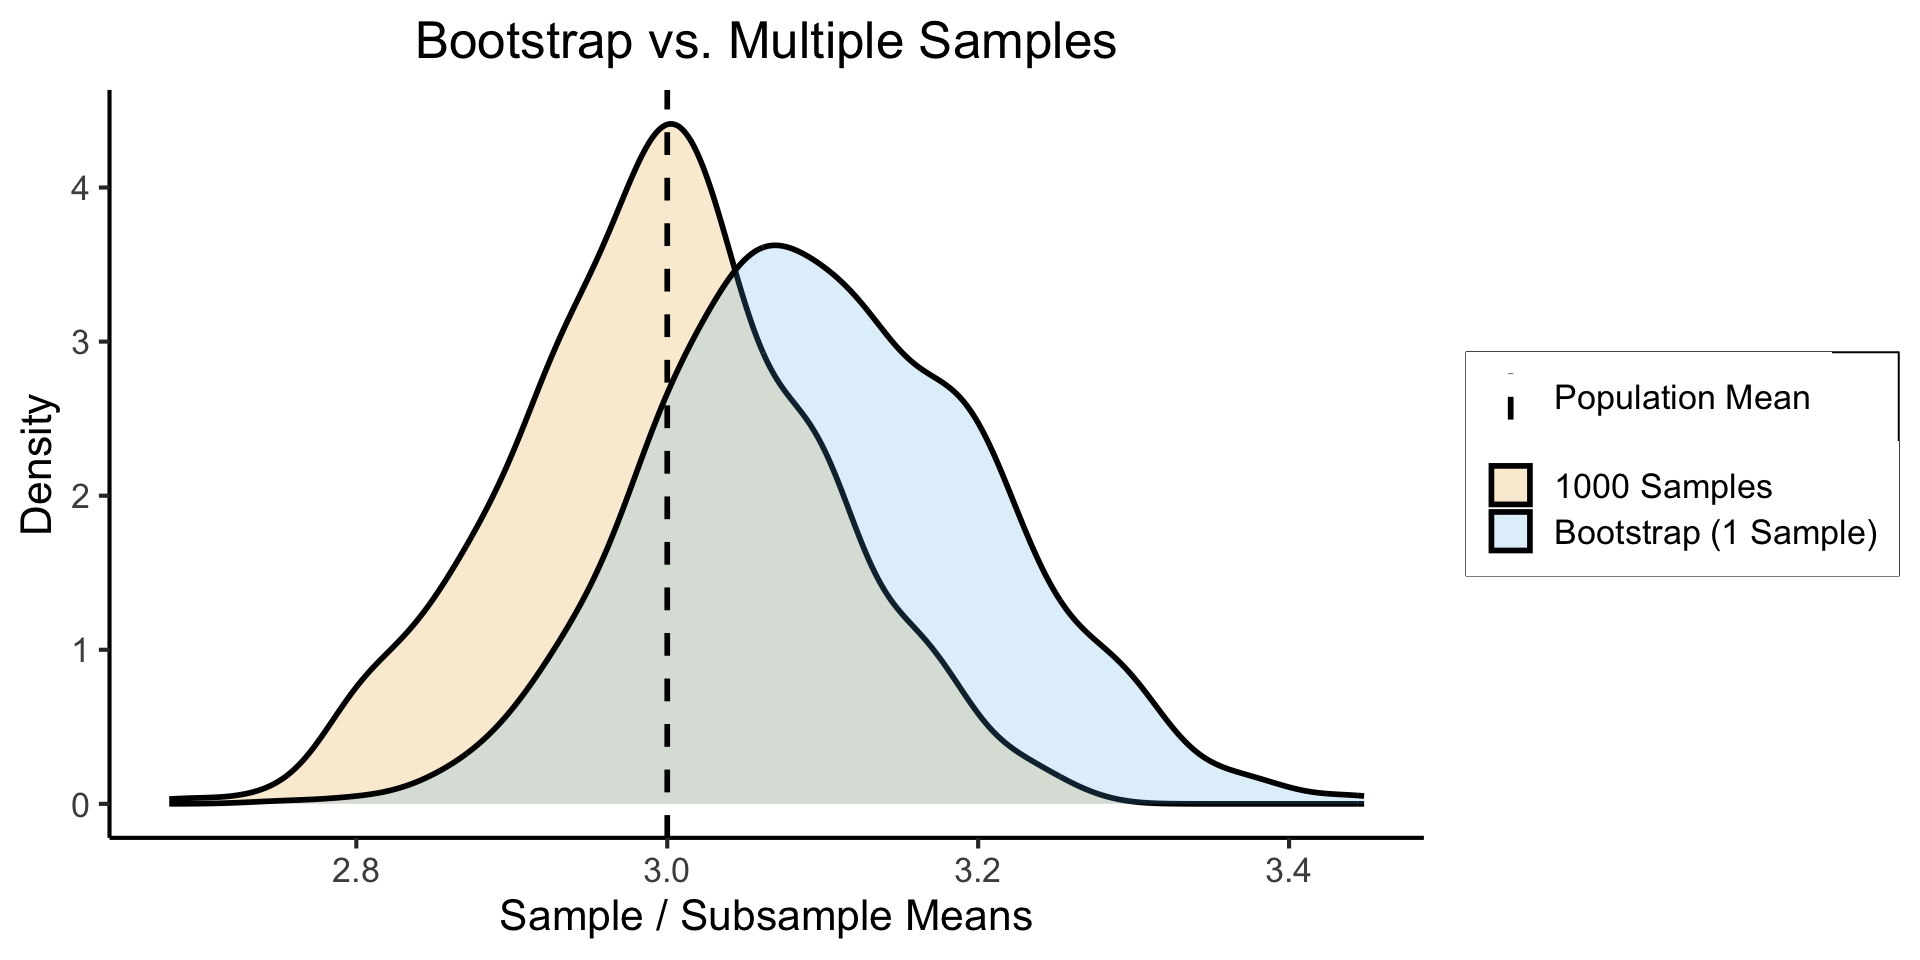 Bootstrap vs. Multiple Samples
Density
4
3
2
1
0
2.8 3.0 3.2 3.4
Sample / Subsample Means
Population Mean
1000 Samples
Bootstrap (1 Sample)